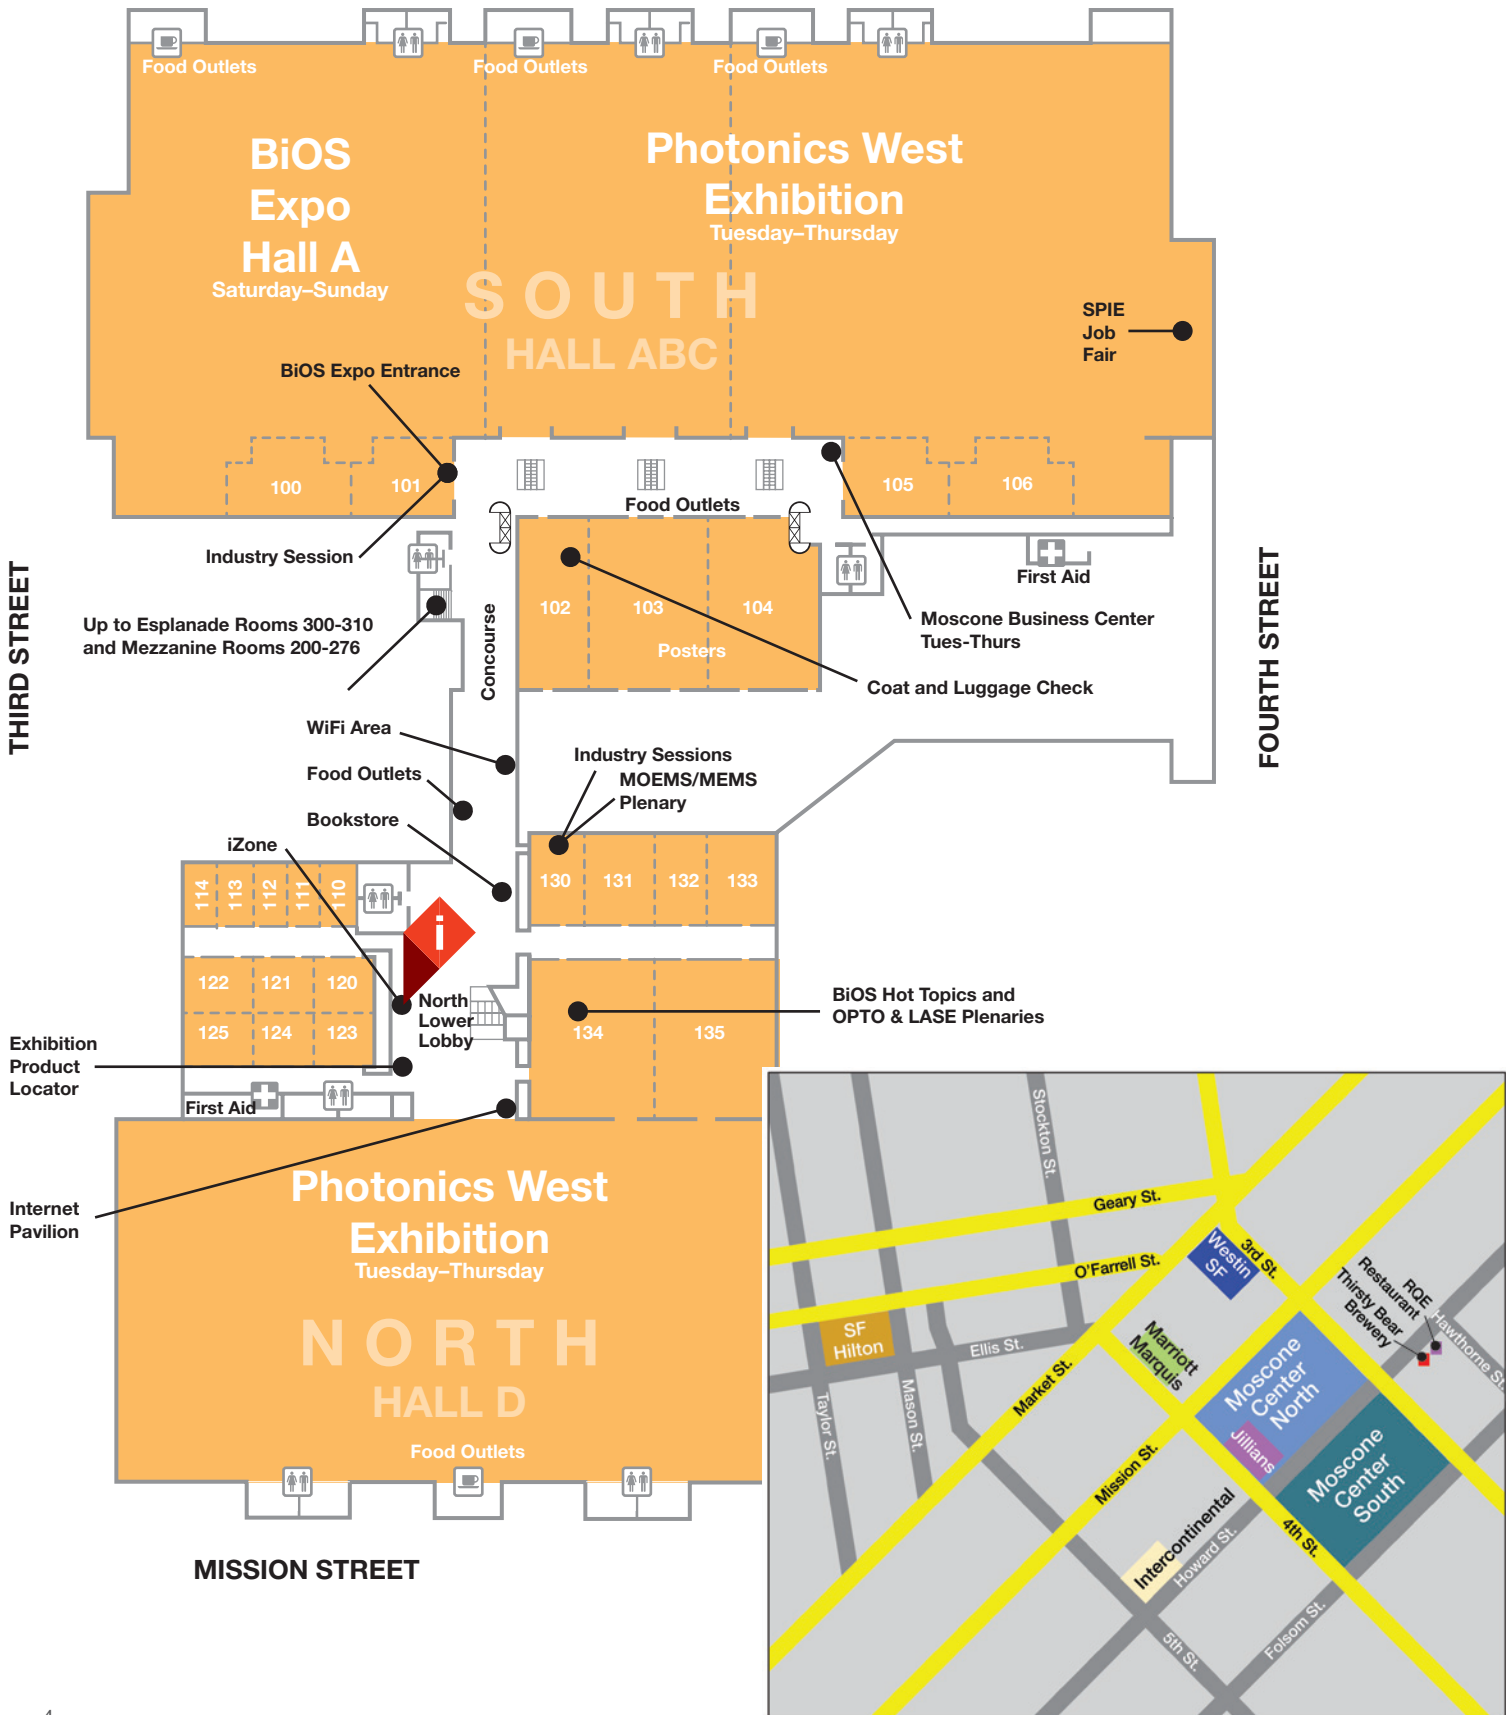 Food Outlets
Food Outlets
Food Outlets
BiOS
Expo
Hall A
Saturday–Sunday
Photonics West
Exhibition
Tuesday–Thursday
SOUTH
HALL ABC
SPIE
Job
Fair
BiOS Expo Entrance
100
101
105
106
Food Outlets
Industry Session
First Aid
102
103
104
Posters
Up to Esplanade Rooms 300-310
and Mezzanine Rooms 200-276
Concourse
Moscone Business Center
Tues-Thurs
Coat and Luggage Check
THIRD STREET
FOURTH STREET
WiFi Area
Food Outlets
Bookstore
iZone
Industry Sessions
MOEMS/MEMS
Plenary
114
113
112
111
110
130
131
132
133
i
122
121
120
125
124
123
North
Lower
Lobby
134
135
BiOS Hot Topics and
OPTO & LASE Plenaries
Exhibition
Product
Locator
First Aid
Internet
Pavilion
Photonics West
Exhibition
Tuesday–Thursday
NORTH
HALL D
Food Outlets
MISSION STREET
Stockton St.
Geary St.
O'Farrell St.
Westin
SF
3rd St.
RQE
Restaurant
Thirsty Bear
Brewery
Hawthorne St.
SF
Hilton
Ellis St.
Taylor St.
Mason St.
Market St.
Marriott
Marquis
Moscone
Center
North
Jillians
Moscone
Center
South
Mission St.
Intercontinental
Howard St.
4th St.
5th St.
Folsom St.
4